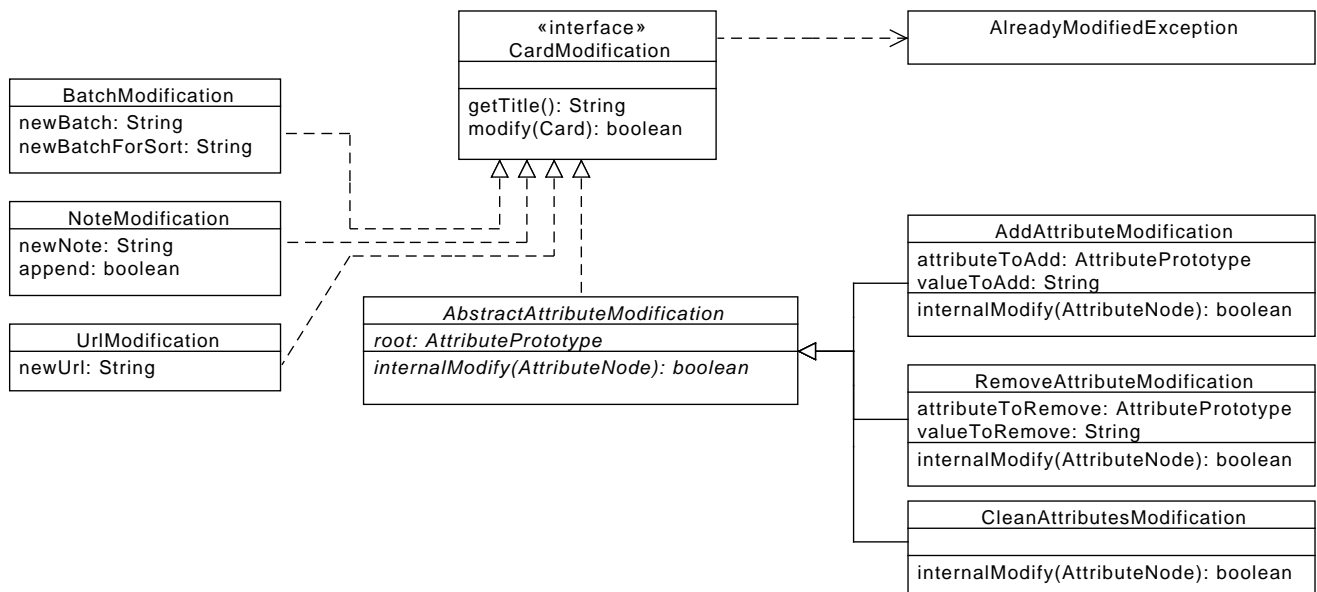 «interface»
CardModification
getTitle(): String
modify(Card): boolean
AlreadyModifiedException
BatchModification
newBatch: String
newBatchForSort: String
NoteModification
newNote: String
append: boolean
UrlModification
newUrl: String
AbstractAttributeModification
root: AttributePrototype
internalModify(AttributeNode): boolean
AddAttributeModification
attributeToAdd: AttributePrototype
valueToAdd: String
internalModify(AttributeNode): boolean
RemoveAttributeModification
attributeToRemove: AttributePrototype
valueToRemove: String
internalModify(AttributeNode): boolean
CleanAttributesModification
internalModify(AttributeNode): boolean